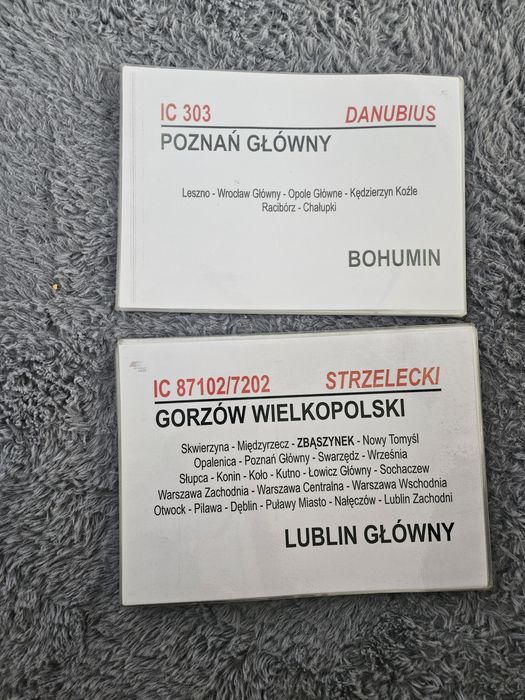 IC 303 DANUBIUS
POZNAŃ GŁÓWNY
Leszno - Wrocław Główny - Opole Główne - Kędzierzyn Koźle
Racibórz - Chałupki
BOHUMIN
IC 87102/7202 STRZELECKI
GORZÓW WIELKOPOLSKI
Skwierzyna - Międzyrzecz - ZBĄSZYNEK - Nowy Tomyśl
Opalenica - Poznań Główny - Swarzędz - Września
Słupca - Konin - Koło - Kutno - Łowicz Główny - Sochaczew
Warszawa Zachodnia - Warszawa Centralna - Warszawa Wschodnia
Otwock - Pilawa - Dęblin - Puławy Miasto - Nałęczów - Lublin Zachodni
LUBLIN GŁÓWNY